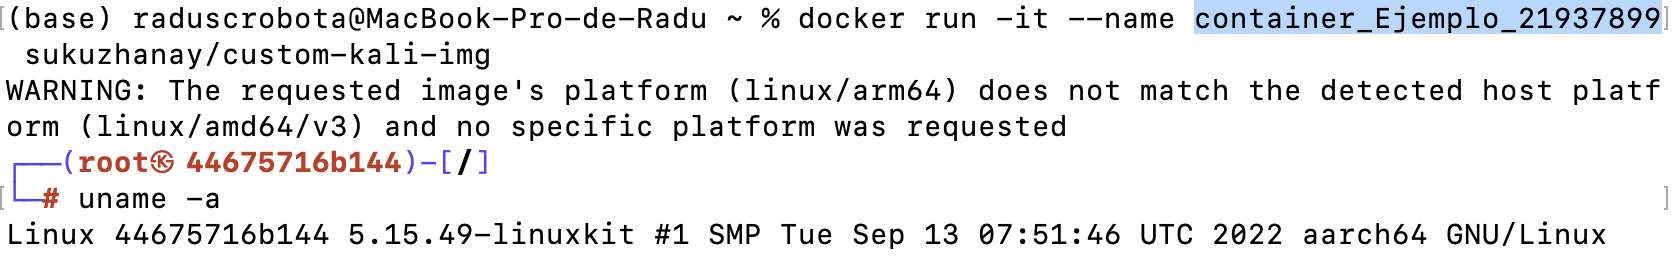 (base) raduscrobota@MacBook-Pro-de-Radu ~ % docker run -it --name container_Ejemplo_21937899
sukuzhanay/custom-kali-img
WARNING: The requested image's platform (linux/arm64) does not match the detected host platf
orm (linux/amd64/v3) and no specific platform was requested
┌──(root㉿44675716b144)-[/]
└─# uname -a
Linux 44675716b144 5.15.49-linuxkit #1 SMP Tue Sep 13 07:51:46 UTC 2022 aarch64 GNU/Linux